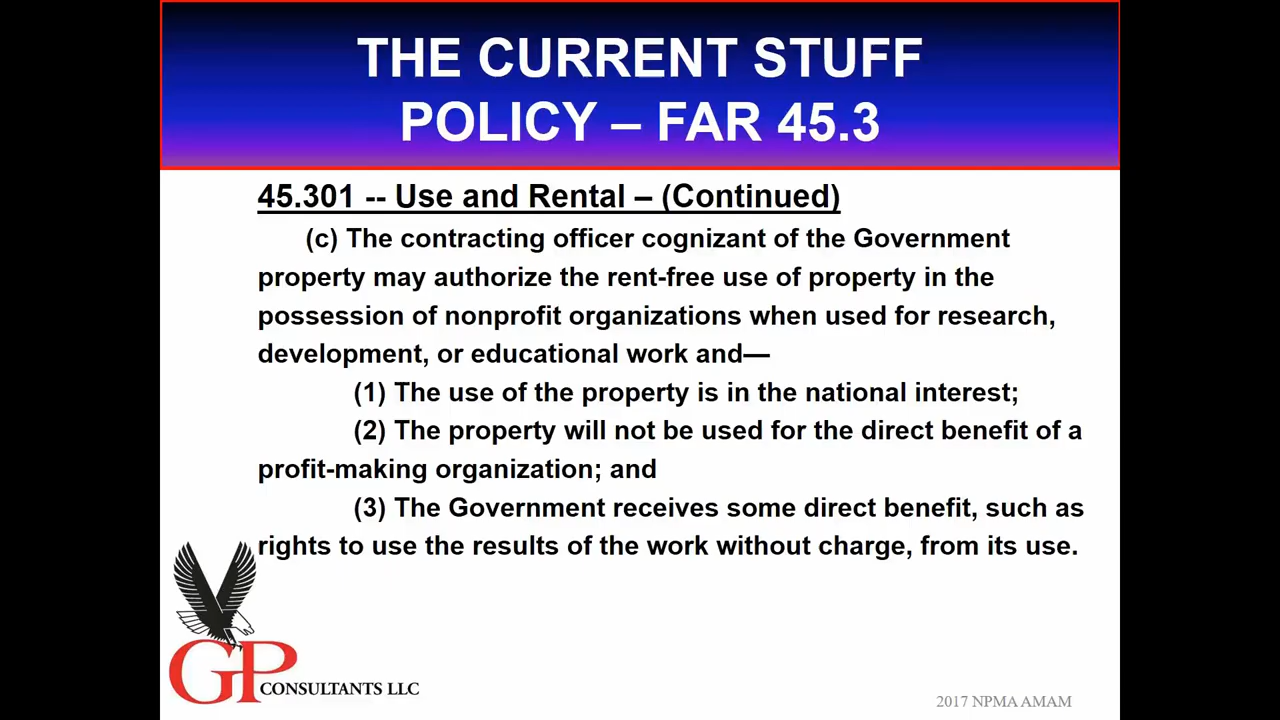 THE CURRENT STUFF
POLICY – FAR 45.3
45.301 -- Use and Rental – (Continued)
(c) The contracting officer cognizant of the Government
property may authorize the rent-free use of property in the
possession of nonprofit organizations when used for research,
development, or educational work and—
(1) The use of the property is in the national interest;
(2) The property will not be used for the direct benefit of a
profit-making organization; and
(3) The Government receives some direct benefit, such as
rights to use the results of the work without charge, from its use.
GP CONSULTANTS LLC
2017 NPMA AMAM